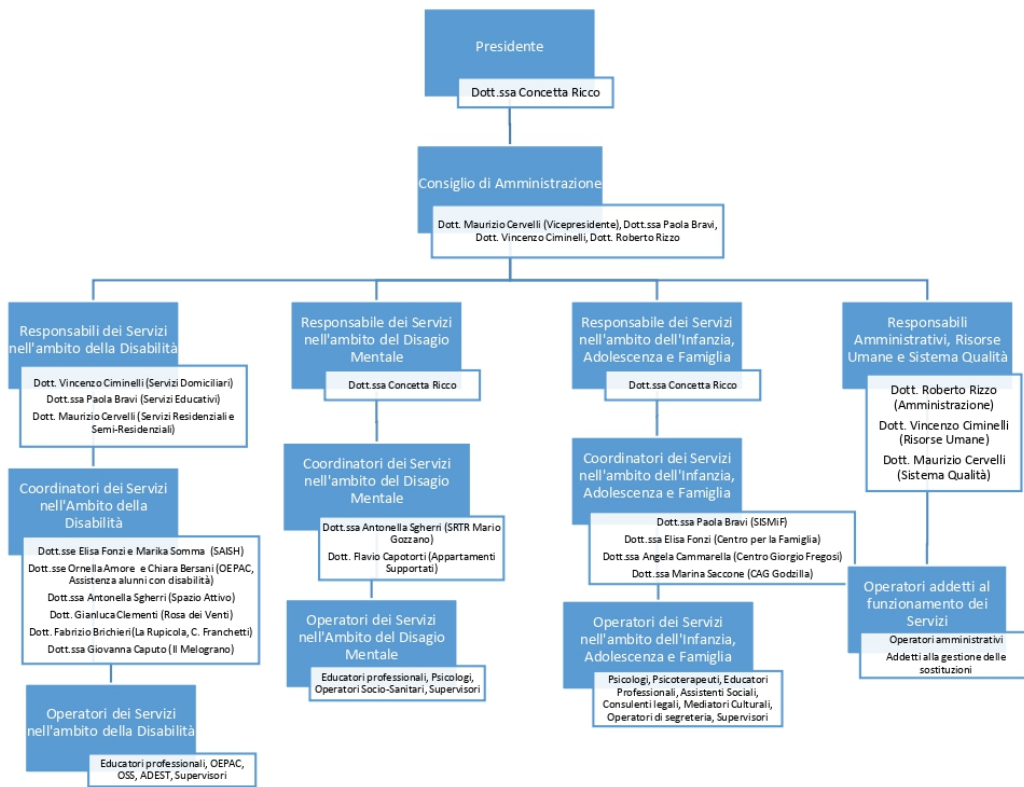 Presidente
Dott.ssa Concetta Ricco
Consiglio di Amministrazione
Dott. Maurizio Cervelli (Vicepresidente), Dott.ssa Paola Bravi,
Dott. Vincenzo Ciminelli, Dott. Roberto Rizzo
Responsabili dei Servizi
nell'ambito della Disabilità
Dott. Vincenzo Ciminelli (Servizi Domiciliari)
Dott.ssa Paola Bravi (Servizi Educativi)
Dott. Maurizio Cervelli (Servizi Residenziali e
Semi-Residenziali)
Coordinatori dei Servizi
nell'Ambito della
Disabilità
Dott.sse Elisa Fonzi e Marika Somma (SAISH)
Dott.sse Ornella Amore e Chiara Bersani (OEPAC,
Assistenza alunni con disabilità)
Dott.ssa Antonella Sgherri (Spazio Attivo)
Dott. Gianluca Clementi (Rosa dei Venti)
Dott. Fabrizio Brichieri(La Rupicola, C. Franchetti)
Dott.ssa Giovanna Caputo (Il Melograno)
Operatori dei Servizi
nell'ambito della Disabilità
Educatori professionali, OEPAC,
OSS, ADEST, Supervisori
Responsabile dei Servizi
nell'ambito del Disagio
Mentale
Dott.ssa Concetta Ricco
Coordinatori dei Servizi
nell'ambito del Disagio
Mentale
Dott.ssa Antonella Sgherri (SRTR Mario
Gozzano)
Dott. Flavio Capotorti (Appartamenti
Supportati)
Operatori dei Servizi
nell'Ambito del Disagio
Mentale
Educatori professionali, Psicologi,
Operatori Socio-Sanitari, Supervisori
Responsabile dei Servizi
nell'ambito dell'Infanzia,
Adolescenza e Famiglia
Dott.ssa Concetta Ricco
Coordinatori dei Servizi
nell'ambito dell'Infanzia,
Adolescenza e Famiglia
Dott.ssa Paola Bravi (SISMiF)
Dott.ssa Elisa Fonzi (Centro per la Famiglia)
Dott.ssa Angela Cammarella (Centro Giorgio Fregosi)
Dott.ssa Marina Saccone (CAG Godzilla)
Operatori dei Servizi
nell'ambito dell'Infanzia,
Adolescenza e Famiglia
Psicologi, Psicoterapeuti, Educatori
Professionali, Assistenti Sociali,
Consulenti legali, Mediatori Culturali,
Operatori di segreteria, Supervisori
Responsabili
Amministrativi, Risorse
Umane e Sistema Qualità
Dott. Roberto Rizzo
(Amministrazione)
Dott. Vincenzo Ciminelli
(Risorse Umane)
Dott. Maurizio Cervelli
(Sistema Qualità)
Operatori addetti al
funzionamento dei
Servizi
Operatori amministrativi
Addetti alla gestione delle
sostituzioni